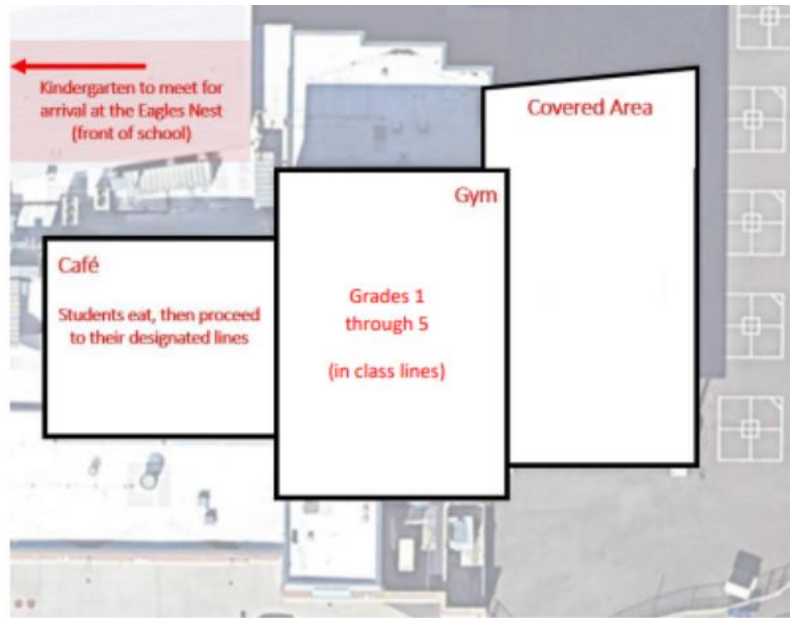 Kindergarten to meet for
arrival at the Eagles Nest
(front of school)
Covered Area
Gym
Café
Students eat, then proceed
to their designated lines
Grades 1
through 5
(in class lines)